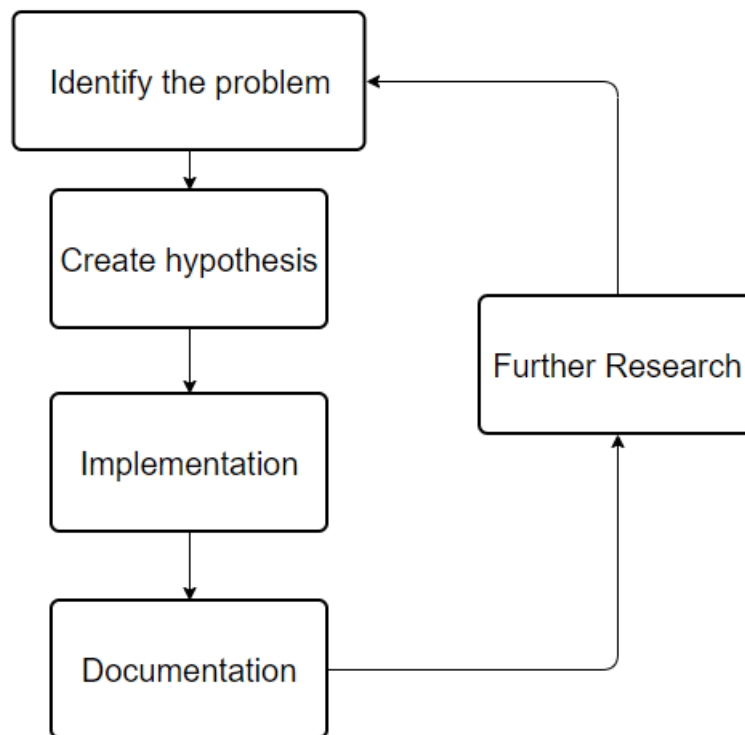 Identify the problem
Create hypothesis
Implementation
Documentation
Further Research